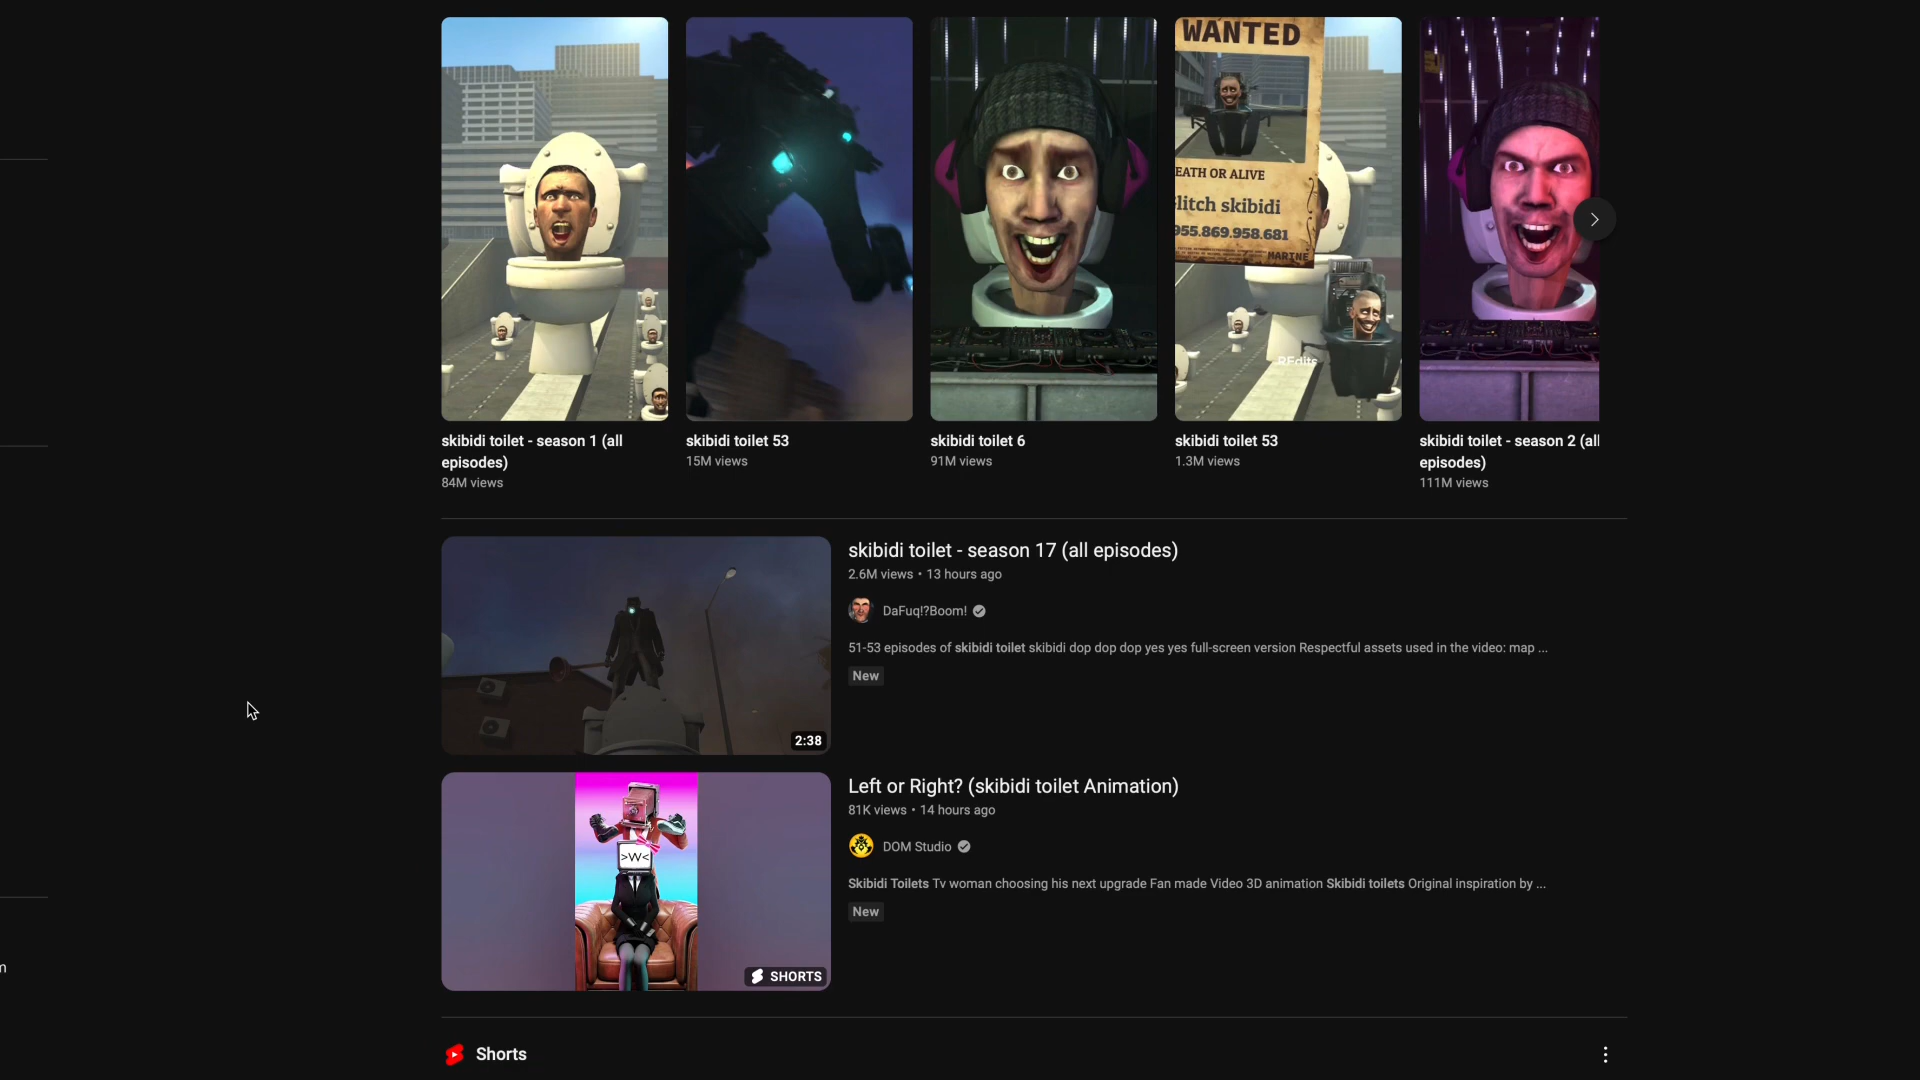 WANTED
EATH OR ALIVE
litch skibidi
955.869.958.681
MARINE
REdits
skibidi toilet - season 1 (all
episodes)
84M views
skibidi toilet 53
15M views
skibidi toilet 6
91M views
skibidi toilet 53
1.3M views
skibidi toilet - season 2 (all
episodes)
111M views
skibidi toilet - season 17 (all episodes)
2.6M views • 13 hours ago
DaFuq!?Boom!
51-53 episodes of skibidi toilet skibidi dop dop dop yes yes full-screen version Respectful assets used in the video: map ...
New
2:38
Left or Right? (skibidi toilet Animation)
81K views • 14 hours ago
DOM Studio
>W<
Skibidi Toilets Tv woman choosing his next upgrade Fan made Video 3D animation Skibidi toilets Original inspiration by ...
New
SHORTS
Shorts